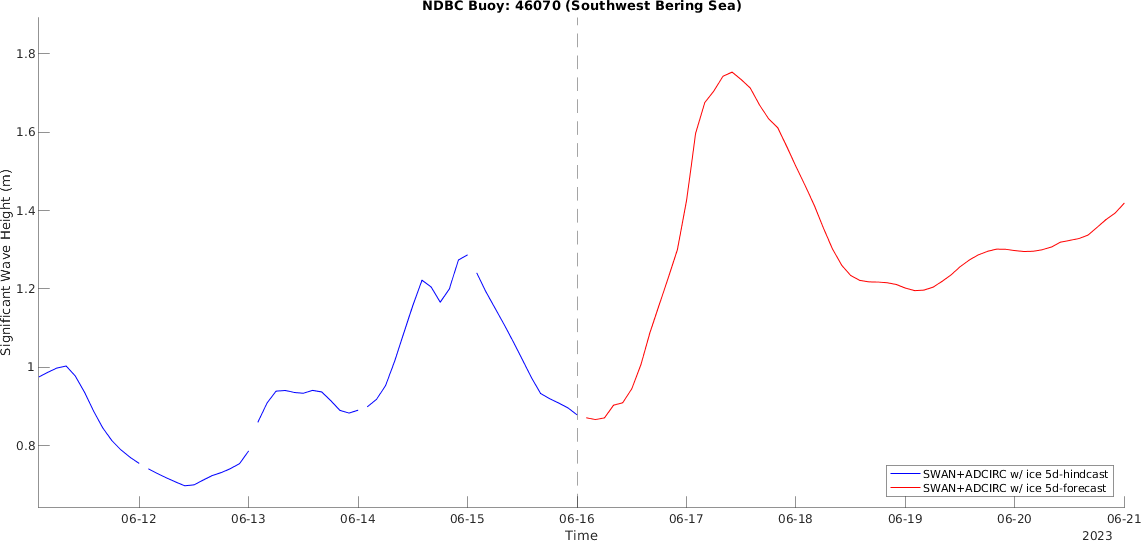 NDBC Buoy: 46070 (Southwest Bering Sea)
1.8
1.6
1.4
1.2
1
0.8
Significant Wave Height (m)
SWAN+ADCIRC w/ ice 5d-hindcast
SWAN+ADCIRC w/ ice 5d-forecast
06-12 06-13 06-14 06-15 06-16 06-17 06-18 06-19 06-20 06-21
Time
2023